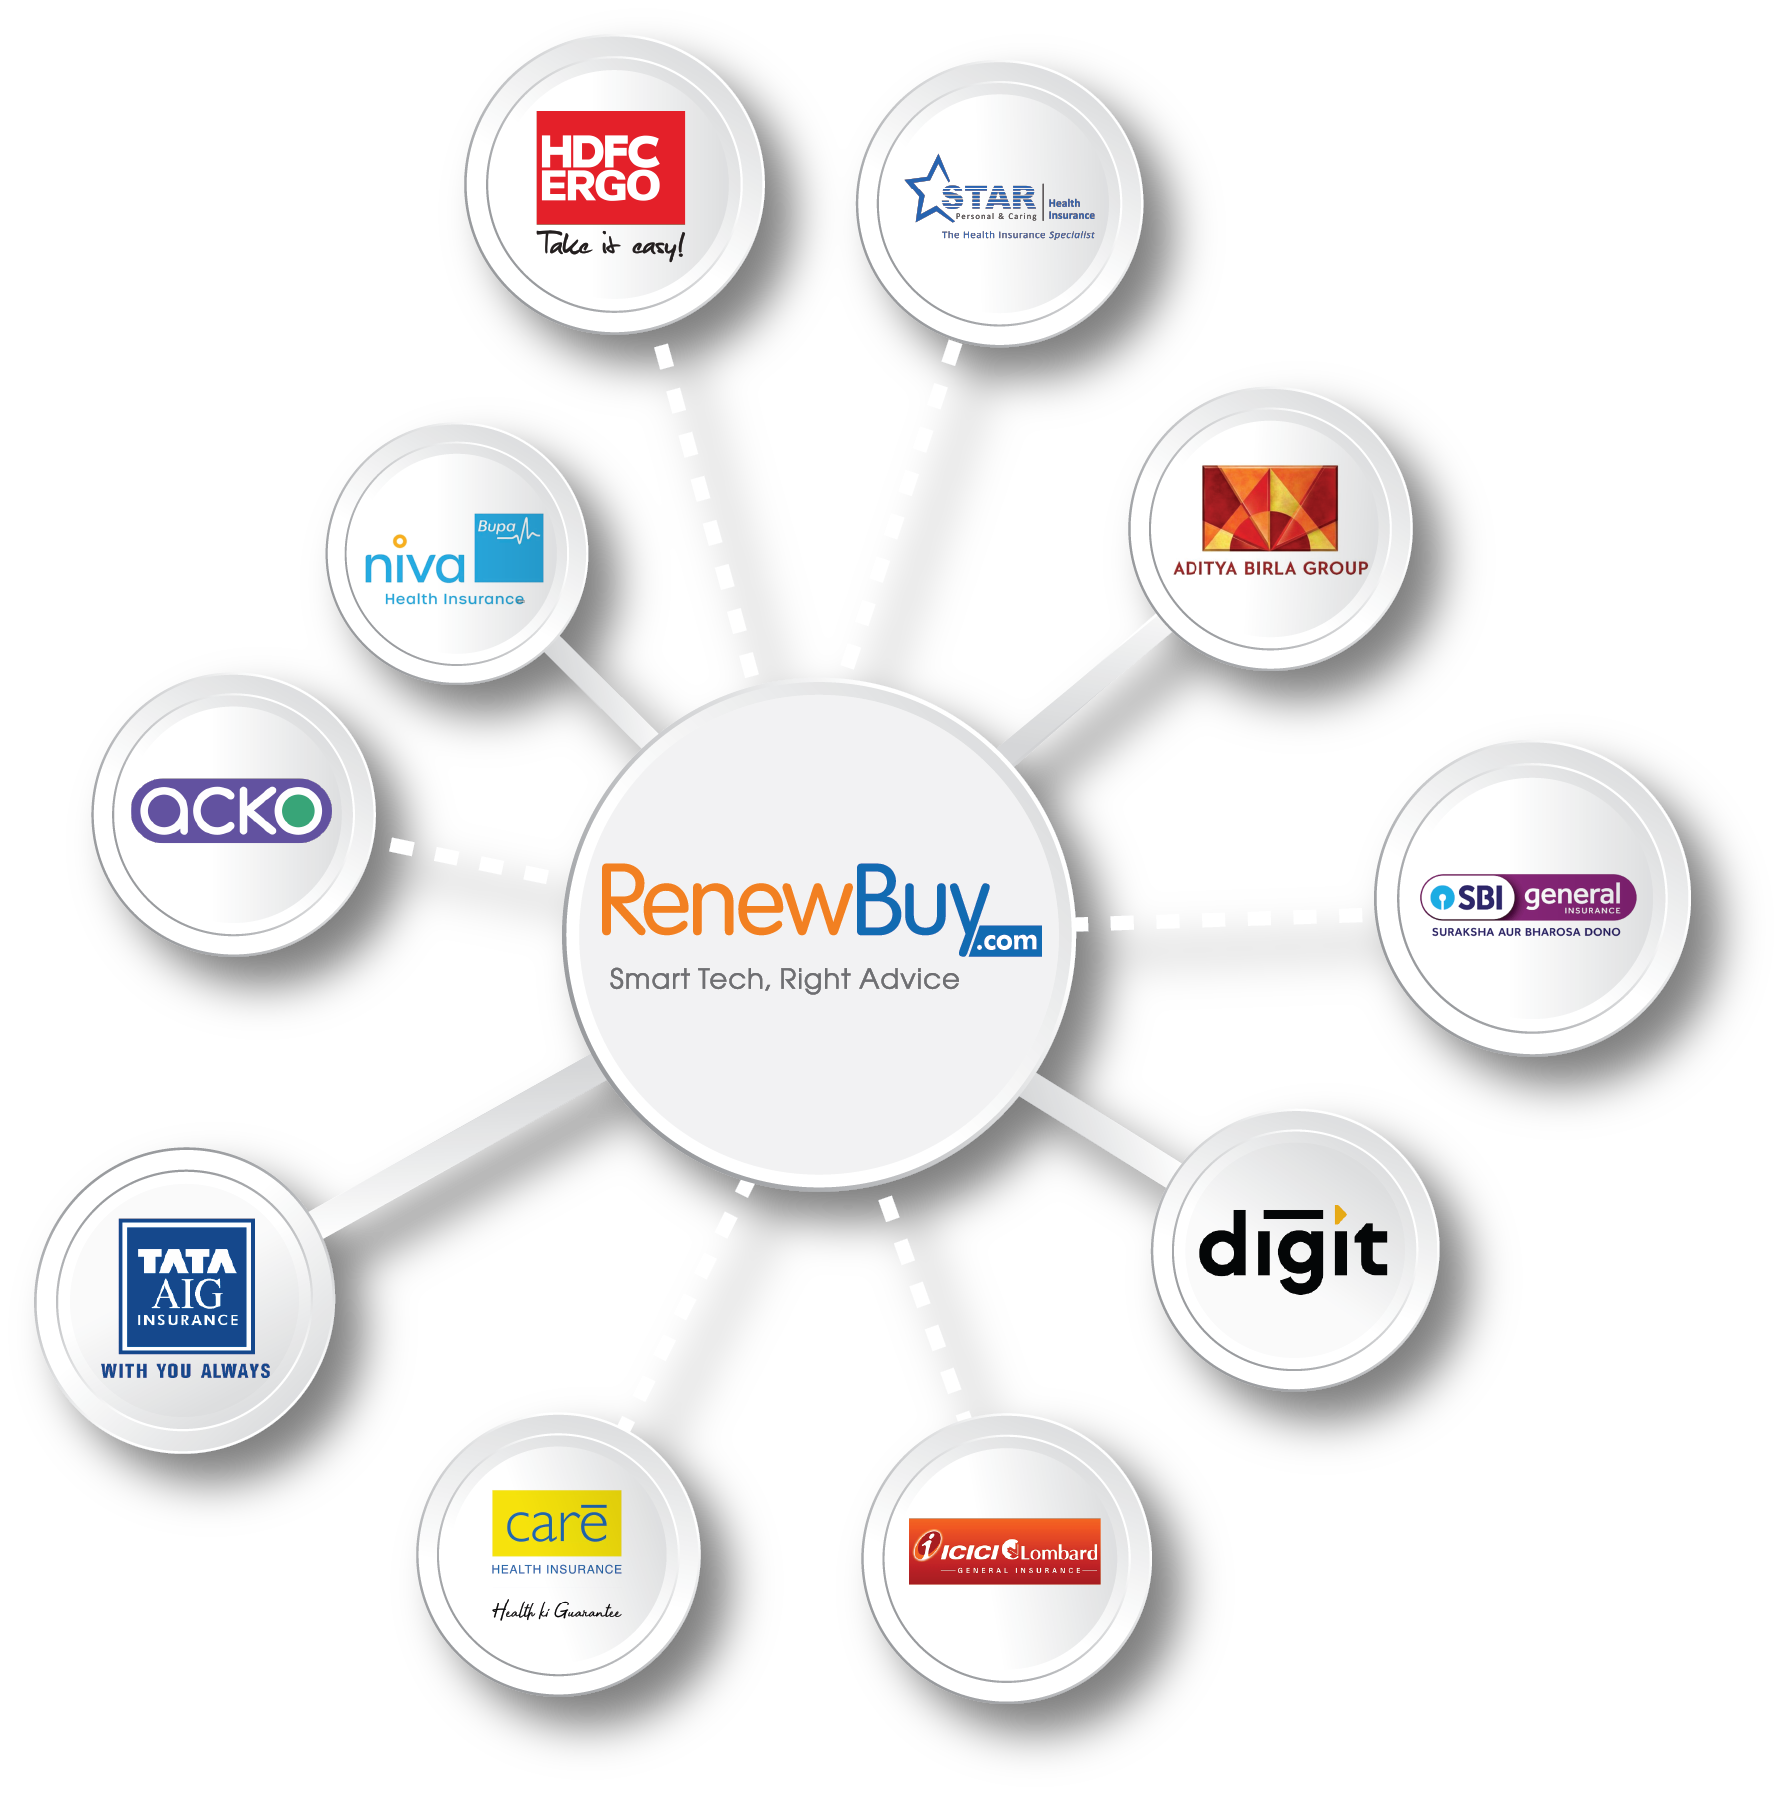 HDFC
ERGO
Take it easy!
STAR
Personal & Caring
Health
Insurance
The Health Insurance Specialist
niva
Bupa
Health Insurance
ADITYA BIRLA GROUP
acko
RenewBuy
.com
Smart Tech, Right Advice
SBI general
INSURANCE
SURAKSHA AUR BHAROSA DONO
TATA
AIG
INSURANCE
WITH YOU ALWAYS
digit
care
HEALTH INSURANCE
Health ki Guarantee
ICICI Lombard
GENERAL INSURANCE